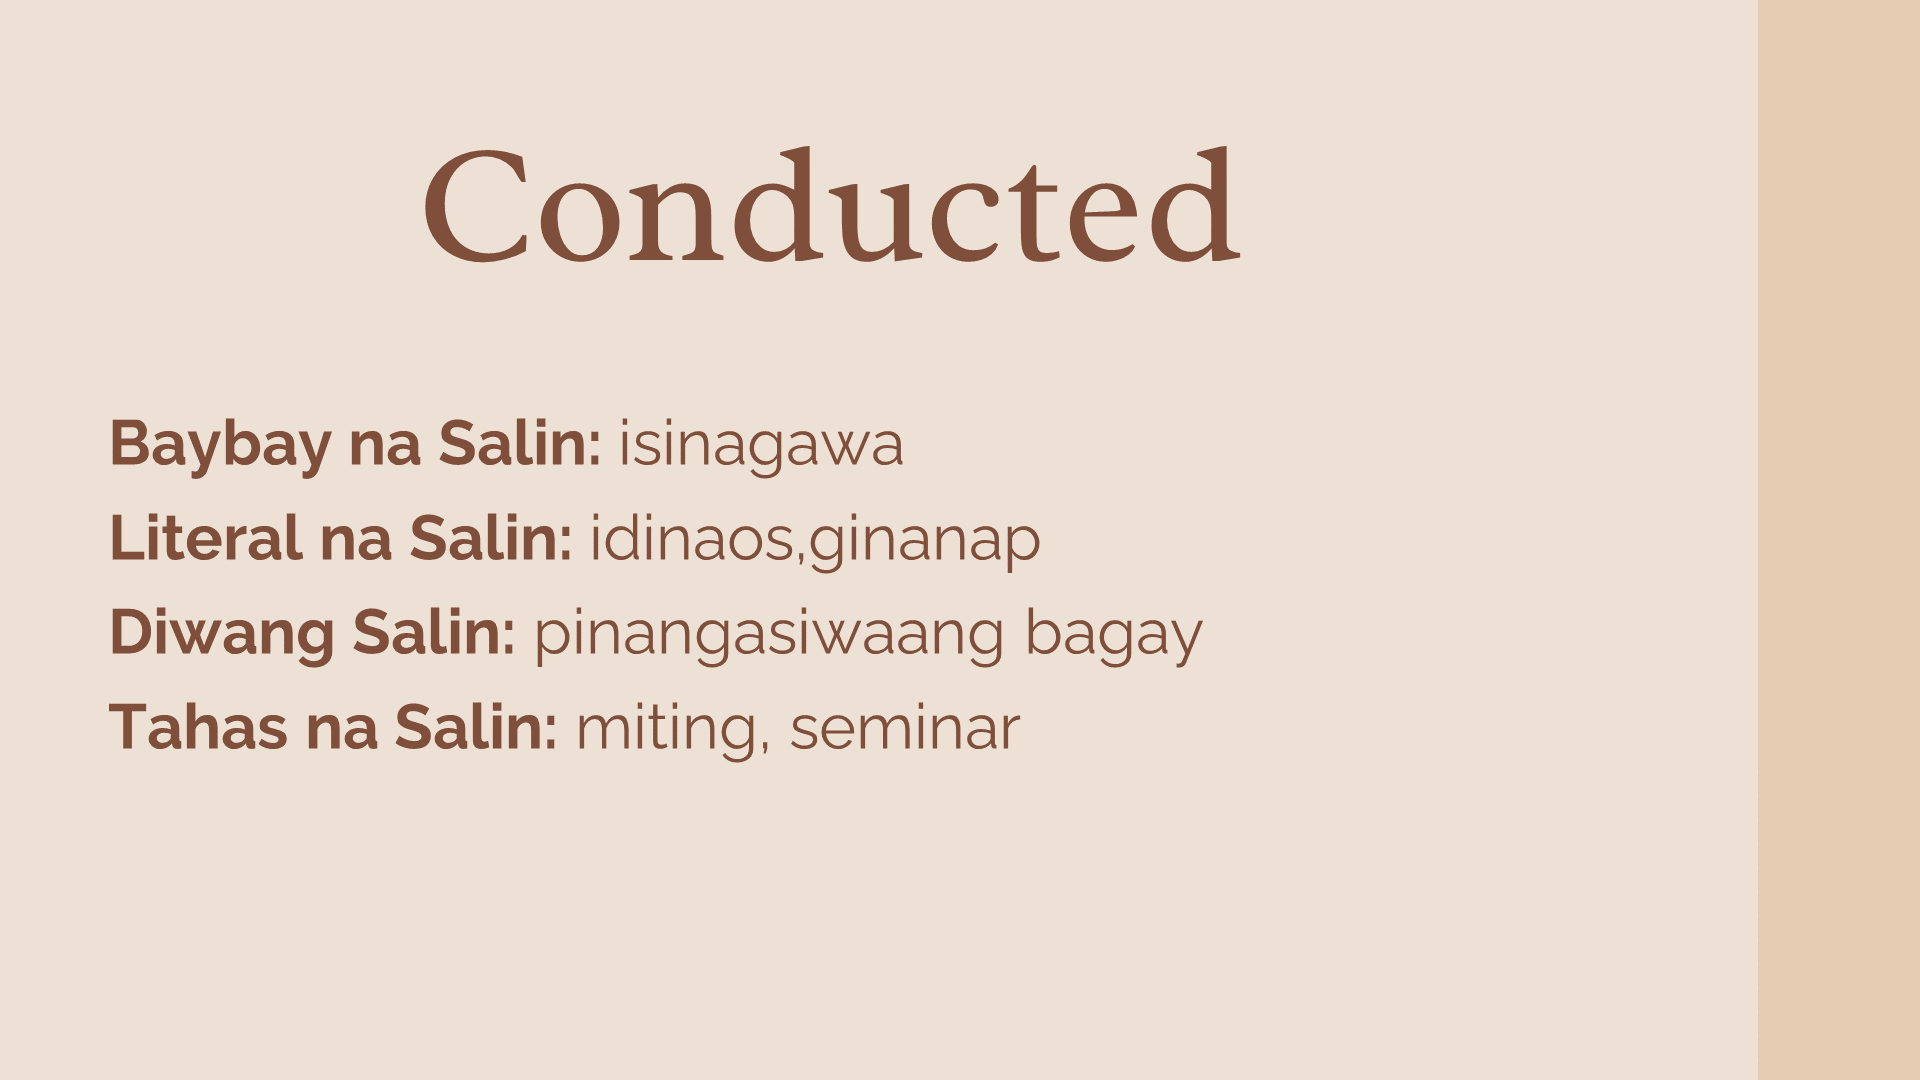 Conducted
Baybay na Salin: isinagawa
Literal na Salin: idinaos,ginanap
Diwang Salin: pinangasiwaang bagay
Tahas na Salin: miting, seminar